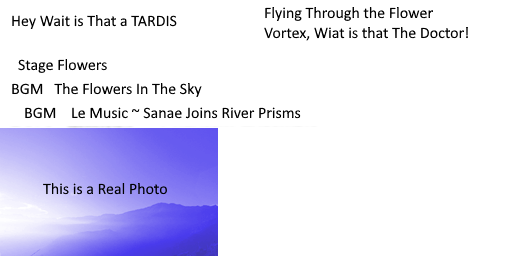 Hey Wait is That a TARDIS
Flying Through the Flower
Vortex, Wiat is that The Doctor!
Stage Flowers
BGM The Flowers In The Sky
BGM Le Music ~ Sanae Joins River Prisms
This is a Real Photo